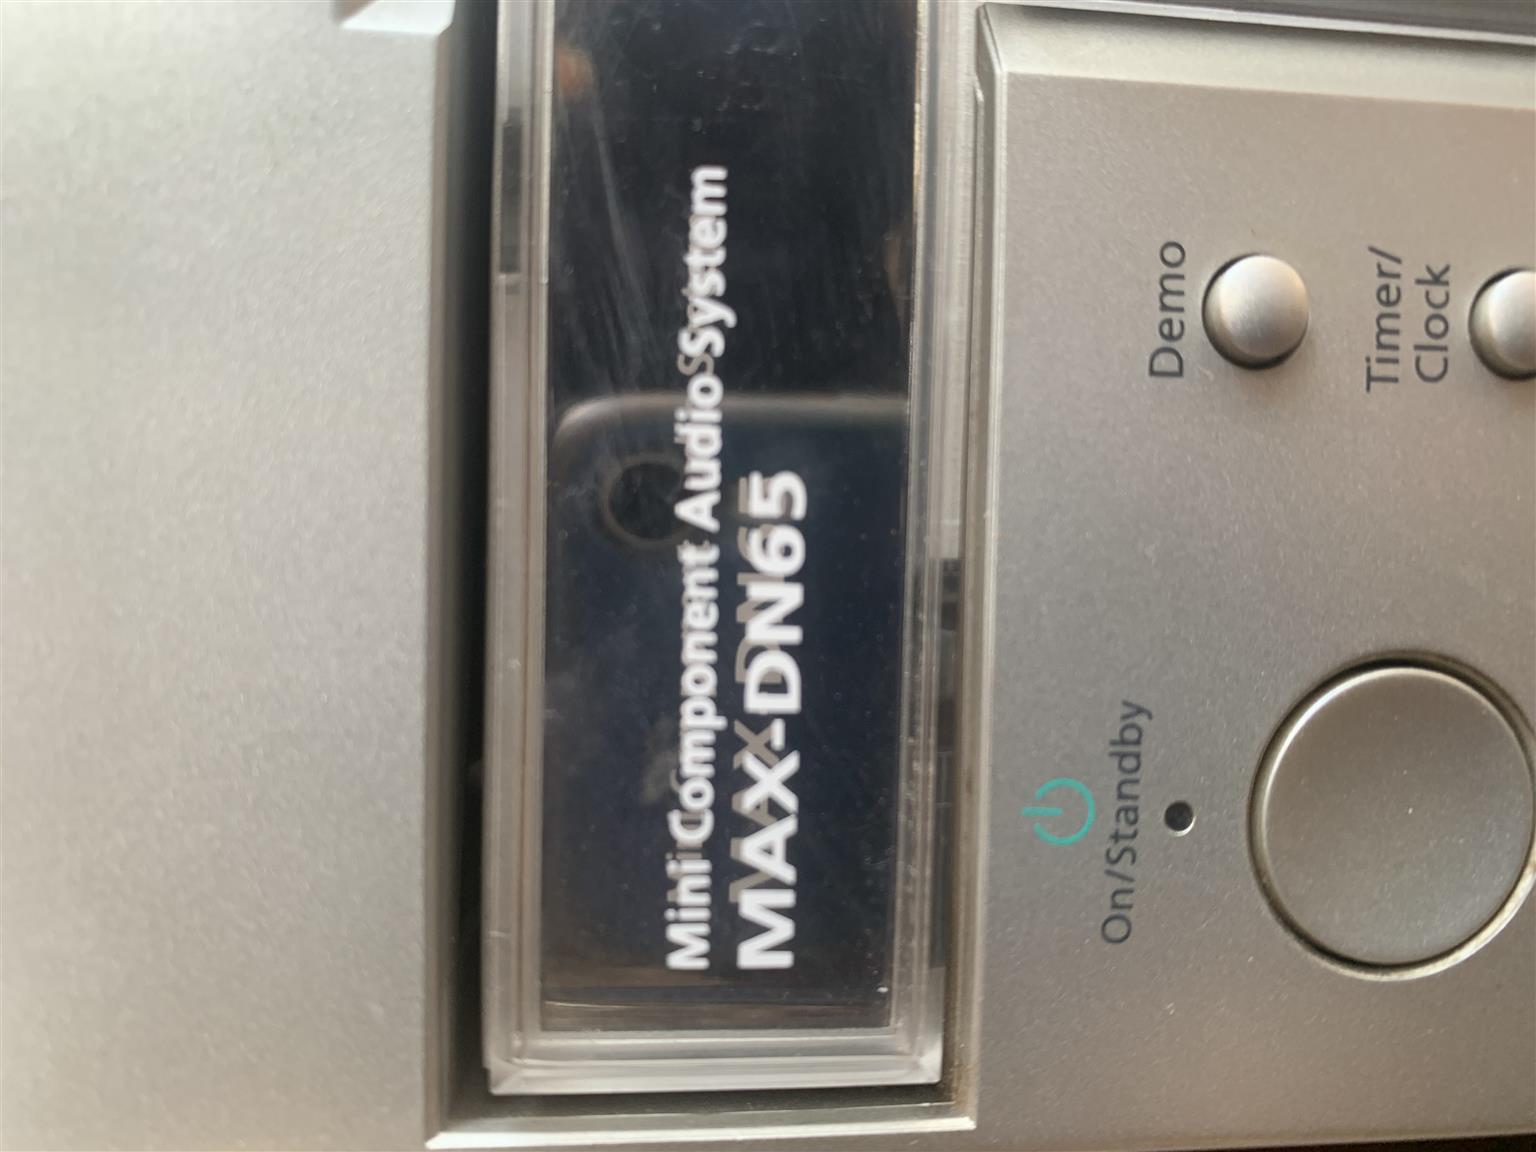 Mini Component Audio System
MAX-DN65
On/Standby
Demo
Timer/
Clock